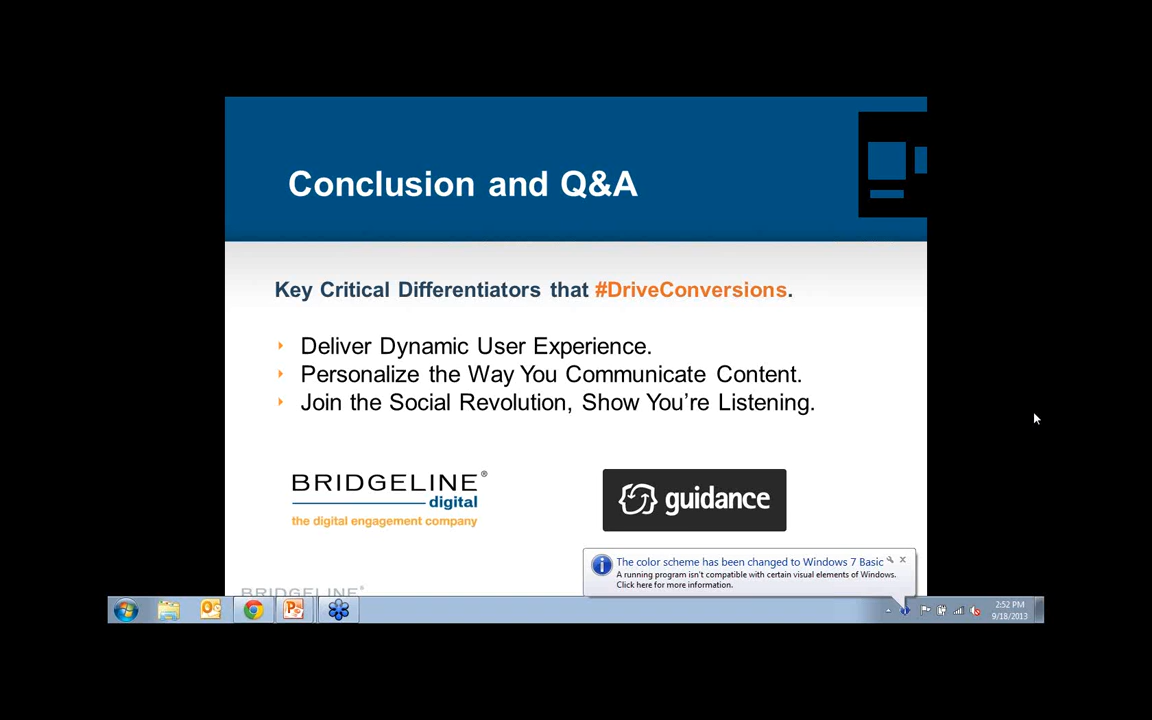 Conclusion and Q&A
Key Critical Differentiators that #DriveConversions.
Deliver Dynamic User Experience.
Personalize the Way You Communicate Content.
Join the Social Revolution, Show You’re Listening.
BRIDGELINE®
digital
the digital engagement company
guidance
The color scheme has been changed to Windows 7 Basic
A running program isn't compatible with certain visual elements of Windows.
Click here for more information.
BRIDGELINE®
2:52 PM
9/18/2013